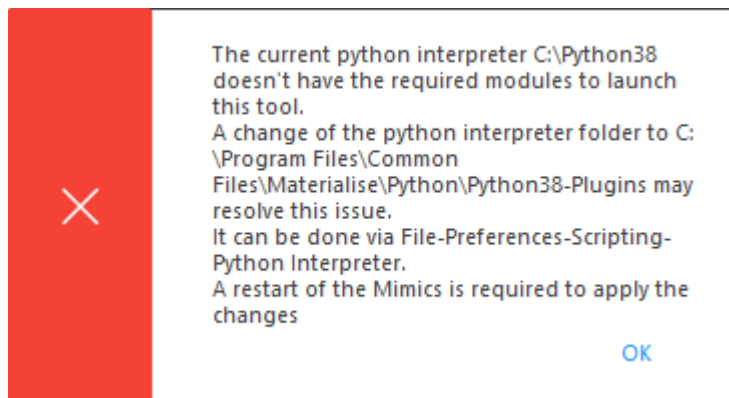 The current python interpreter C:\Python38
doesn't have the required modules to launch
this tool.
A change of the python interpreter folder to C:
\Program Files\Common
Files\Materialise\Python\Python38-Plugins may
resolve this issue.
It can be done via File-Preferences-Scripting-
Python Interpreter.
A restart of the Mimics is required to apply the
changes
OK